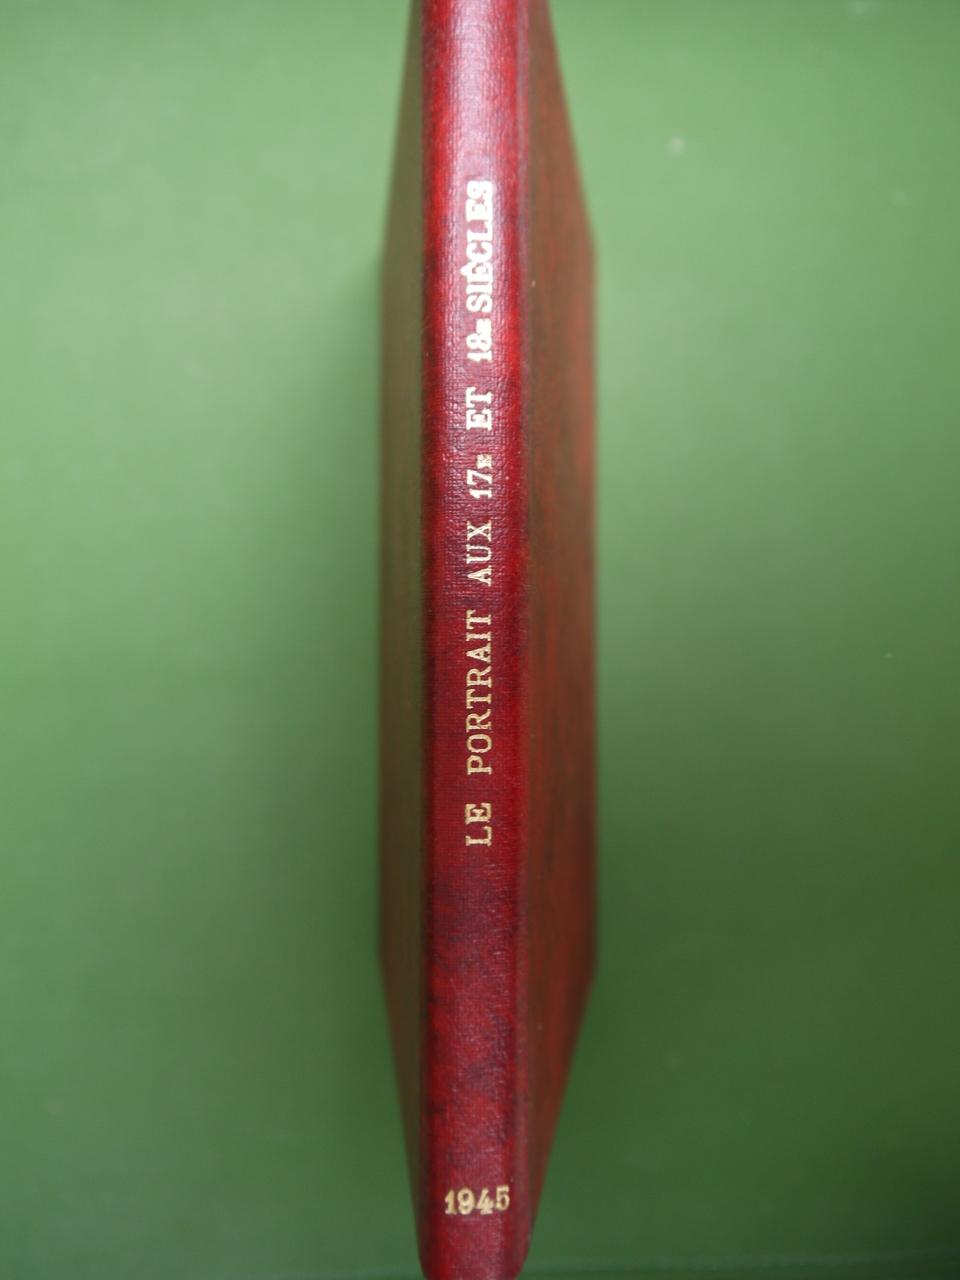 LE PORTRAIT AUX 17E ET 18E SIÈCLES
1945